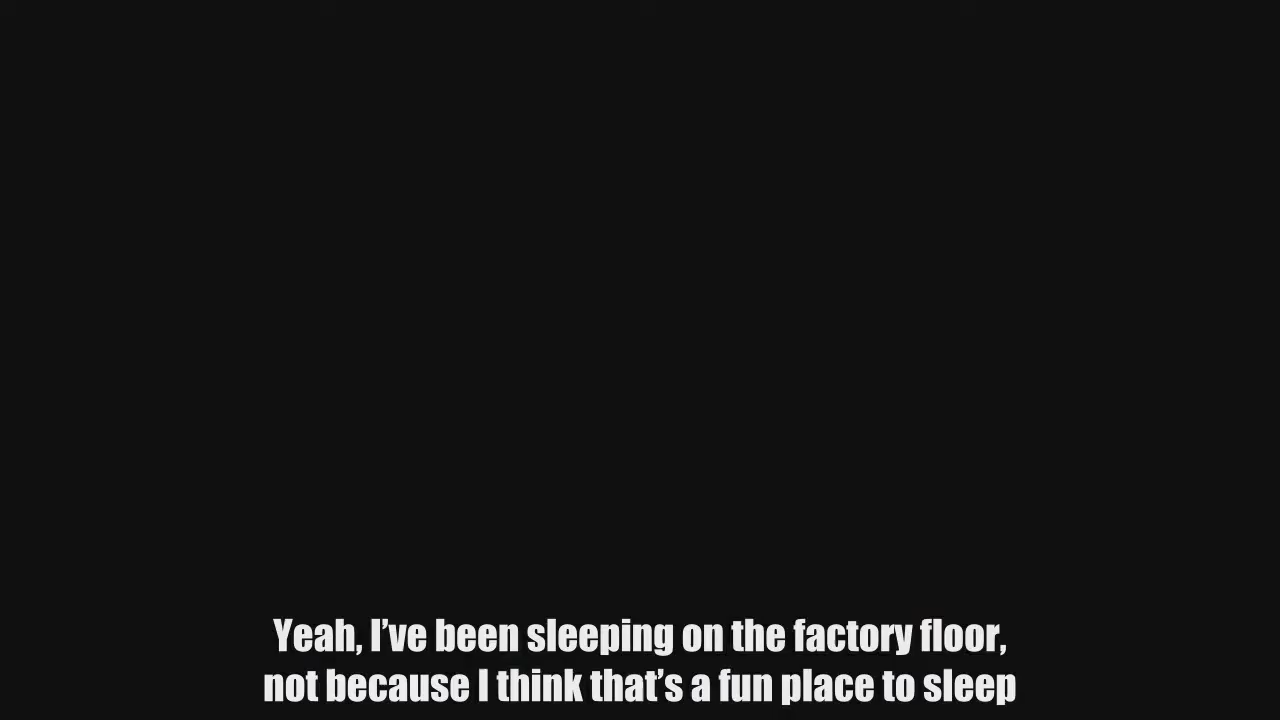 Yeah, I’ve been sleeping on the factory floor,
not because I think that’s a fun place to sleep